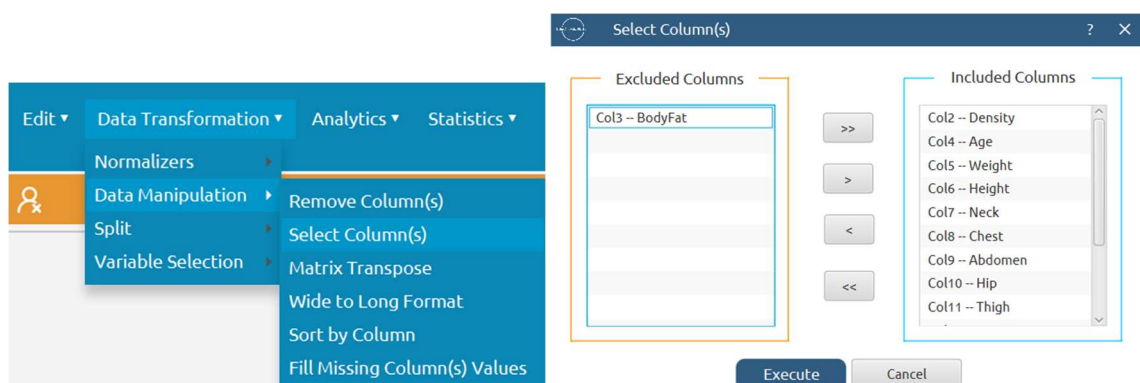 Edit ▾ Data Transformation ▾ Analytics ▾ Statistics ▾
Normalizers
Data Manipulation
Split
Variable Selection
Remove Column(s)
Select Column(s)
Matrix Transpose
Wide to Long Format
Sort by Column
Fill Missing Column(s) Values
Select Column(s) ? ×
Excluded Columns
Col3 -- BodyFat
>>
>
<
<<
Included Columns
Col2 -- Density
Col4 -- Age
Col5 -- Weight
Col6 -- Height
Col7 -- Neck
Col8 -- Chest
Col9 -- Abdomen
Col10 -- Hip
Col11 -- Thigh
Execute Cancel